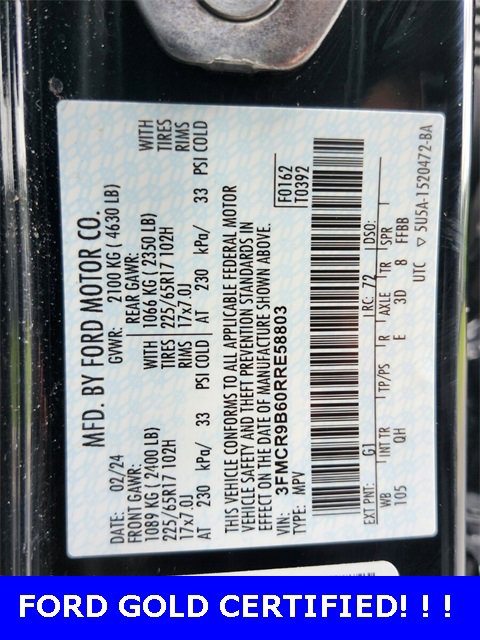 MFD. BY FORD MOTOR CO.
DATE: 02/24 GVWR: 2100 KG ( 4630 LB)
FRONT GAWR: REAR GAWR: WITH
1089 KG ( 2400 LB) 1066 KG ( 2350 LB) TIRES
225/65R17 102H 225/65R17 102H RIMS
17x7.0J 17x7.0J
AT 230 kPa/ 33 PSI COLD AT 230 kPa/ 33 PSI COLD
WITH
TIRES
RIMS
THIS VEHICLE CONFORMS TO ALL APPLICABLE FEDERAL MOTOR
VEHICLE SAFETY AND BUMPER AND THEFT PREVENTION STANDARDS IN
EFFECT ON THE DATE OF MANUFACTURE SHOWN ABOVE.
VIN: 3FMCR9B60RRE58803 F0162
TYPE: MPV T0392
EXT PNT: G1 RC: 72 DSO:
WB INT TR TP/PS R AXLE TR SPR
105 QH E 3D 8 FFBB
UTC ▽ 5U5A-1520472-BA
FORD GOLD CERTIFIED! ! !